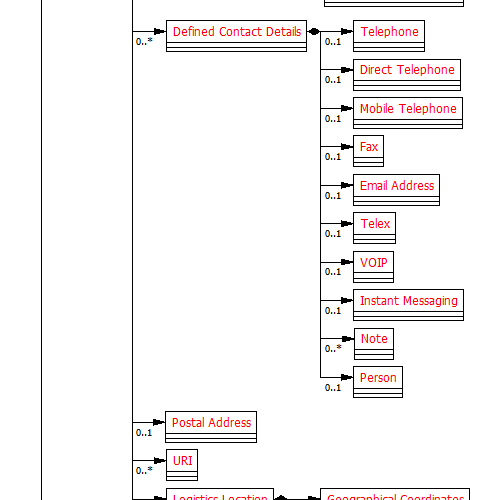 Defined Contact Details
0..*
Telephone
0..1
Direct Telephone
0..1
Mobile Telephone
0..1
Fax
0..1
Email Address
0..1
Telex
0..1
VOIP
0..1
Instant Messaging
0..1
Note
0..*
Person
0..1
Postal Address
0..1
URI
0..*
Logistics Location
Geographical Coordinates